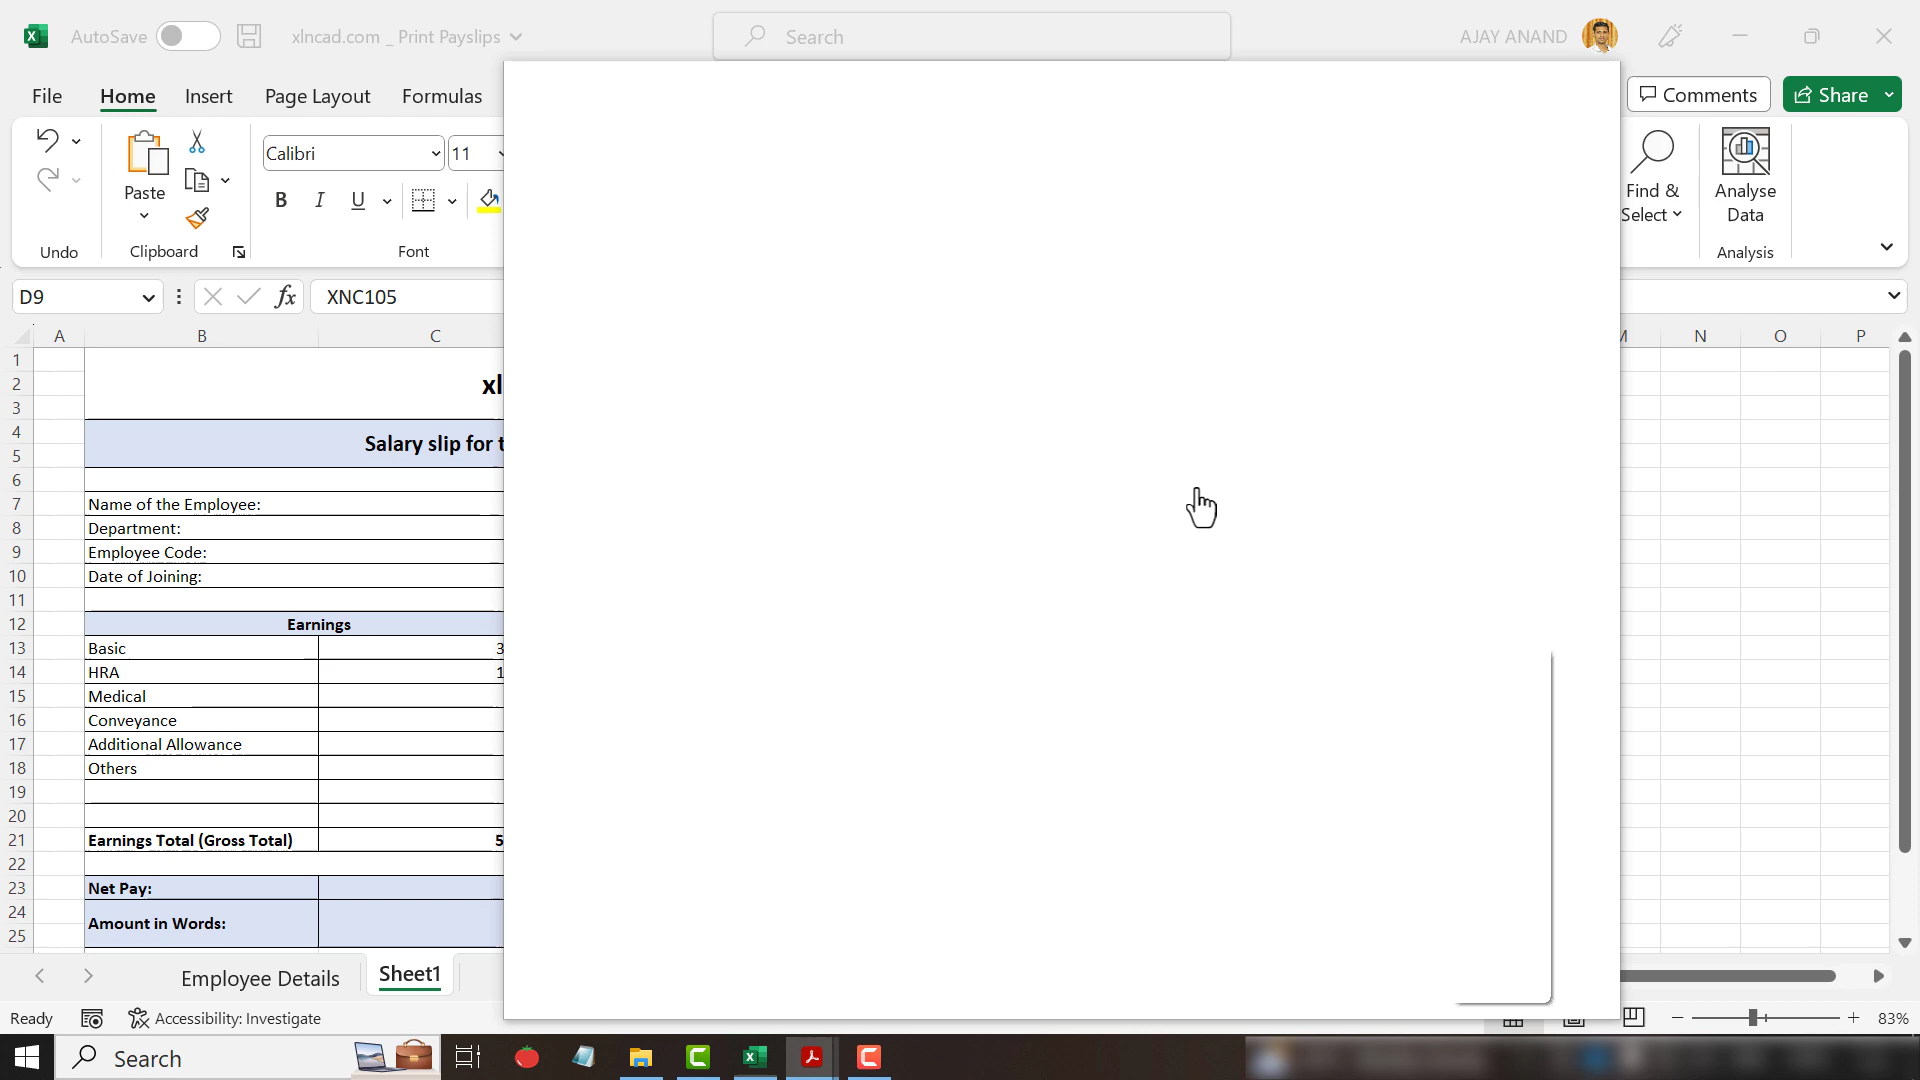 AutoSave
xlncad.com _ Print Payslips
Search
AJAY ANAND
File Home Insert Page Layout Formulas
Comments Share
Paste
Calibri 11
B I U
Find & Select
Analyse Data
Undo Clipboard Font Analysis
D9 fx XNC105
A B C M N O P
1
2 xl
3
4 Salary slip for t
5
6
7 Name of the Employee:
8 Department:
9 Employee Code:
10 Date of Joining:
11
12 Earnings
13 Basic 3
14 HRA 1
15 Medical
16 Conveyance
17 Additional Allowance
18 Others
19
20
21 Earnings Total (Gross Total) 5
22
23 Net Pay:
24 Amount in Words:
25
Employee Details Sheet1
Ready Accessibility: Investigate 83%
Search